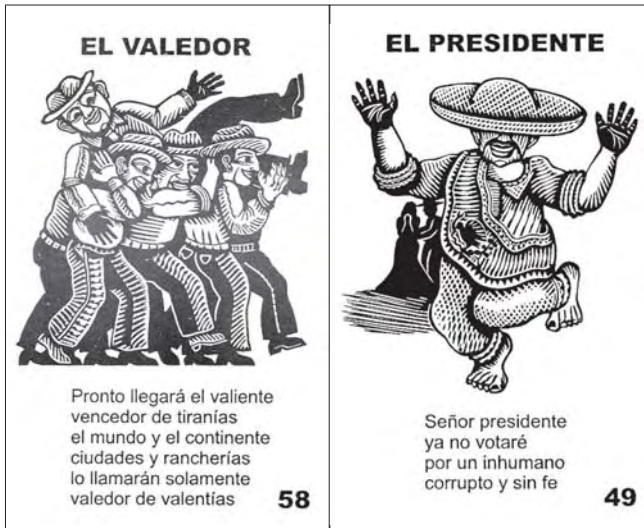 EL VALEDOR
Pronto llegará el valiente
vencedor de tiranías
el mundo y el continente
ciudades y rancherías
lo llamarán solamente
valedor de valentías
58
EL PRESIDENTE
Señor presidente
ya no votaré
por un inhumano
corrupto y sin fe
49